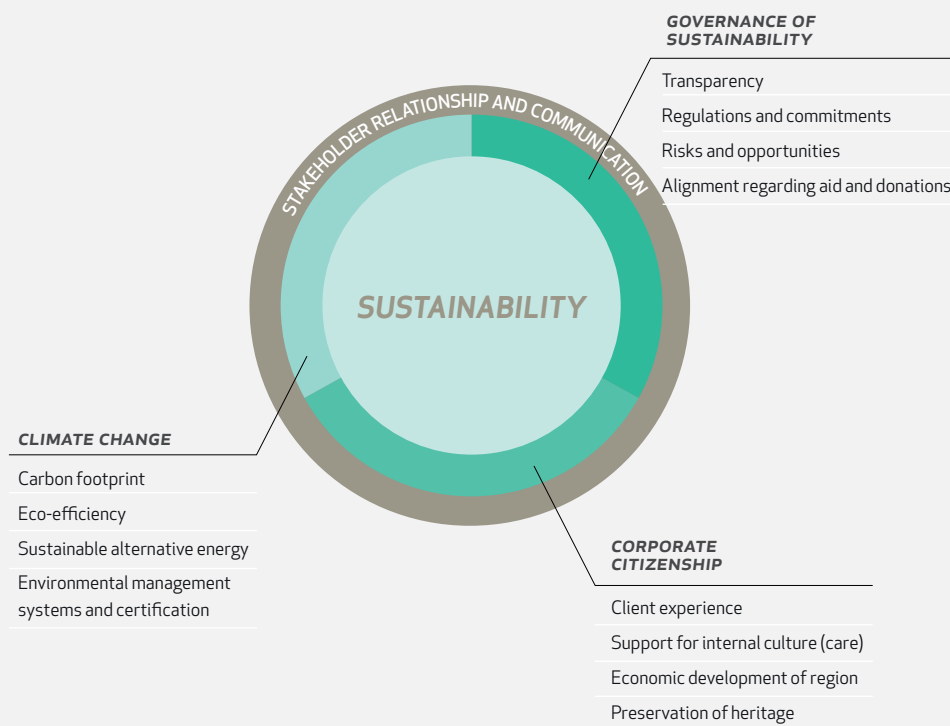 GOVERNANCE OF
SUSTAINABILITY
Transparency
Regulations and commitments
Risks and opportunities
Alignment regarding aid and donations
STAKEHOLDER RELATIONSHIP AND COMMUNICATION
SUSTAINABILITY
CLIMATE CHANGE
Carbon footprint
Eco-efficiency
Sustainable alternative energy
Environmental management
systems and certification
CORPORATE
CITIZENSHIP
Client experience
Support for internal culture (care)
Economic development of region
Preservation of heritage